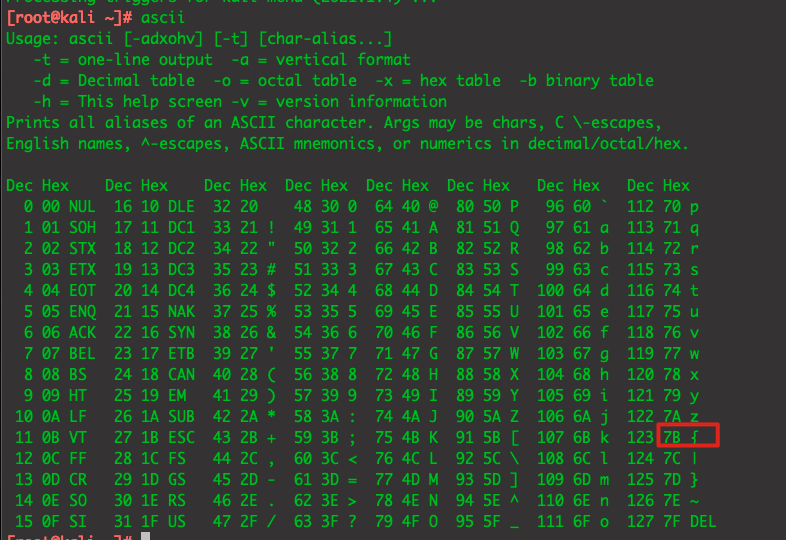 Processing triggers for kali-menu (2021.1.4) ...
[root@kali ~]# ascii
Usage: ascii [-adxohv] [-t] [char-alias...]
   -t = one-line output  -a = vertical format
   -d = Decimal table  -o = octal table  -x = hex table  -b binary table
   -h = This help screen -v = version information
Prints all aliases of an ASCII character. Args may be chars, C \-escapes,
English names, ^-escapes, ASCII mnemonics, or numerics in decimal/octal/hex.

Dec Hex    Dec Hex    Dec Hex  Dec Hex  Dec Hex  Dec Hex   Dec Hex   Dec Hex
  0 00 NUL  16 10 DLE  32 20    48 30 0  64 40 @  80 50 P   96 60 `  112 70 p
  1 01 SOH  17 11 DC1  33 21 !  49 31 1  65 41 A  81 51 Q   97 61 a  113 71 q
  2 02 STX  18 12 DC2  34 22 "  50 32 2  66 42 B  82 52 R   98 62 b  114 72 r
  3 03 ETX  19 13 DC3  35 23 #  51 33 3  67 43 C  83 53 S   99 63 c  115 73 s
  4 04 EOT  20 14 DC4  36 24 $  52 34 4  68 44 D  84 54 T  100 64 d  116 74 t
  5 05 ENQ  21 15 NAK  37 25 %  53 35 5  69 45 E  85 55 U  101 65 e  117 75 u
  6 06 ACK  22 16 SYN  38 26 &  54 36 6  70 46 F  86 56 V  102 66 f  118 76 v
  7 07 BEL  23 17 ETB  39 27 '  55 37 7  71 47 G  87 57 W  103 67 g  119 77 w
  8 08 BS   24 18 CAN  40 28 (  56 38 8  72 48 H  88 58 X  104 68 h  120 78 x
  9 09 HT   25 19 EM   41 29 )  57 39 9  73 49 I  89 59 Y  105 69 i  121 79 y
 10 0A LF   26 1A SUB  42 2A *  58 3A :  74 4A J  90 5A Z  106 6A j  122 7A z
 11 0B VT   27 1B ESC  43 2B +  59 3B ;  75 4B K  91 5B [  107 6B k  123 7B {
 12 0C FF   28 1C FS   44 2C ,  60 3C <  76 4C L  92 5C \  108 6C l  124 7C |
 13 0D CR   29 1D GS   45 2D -  61 3D =  77 4D M  93 5D ]  109 6D m  125 7D }
 14 0E SO   30 1E RS   46 2E .  62 3E >  78 4E N  94 5E ^  110 6E n  126 7E ~
 15 0F SI   31 1F US   47 2F /  63 3F ?  79 4F O  95 5F _  111 6F o  127 7F DEL
[root@kali ~]#